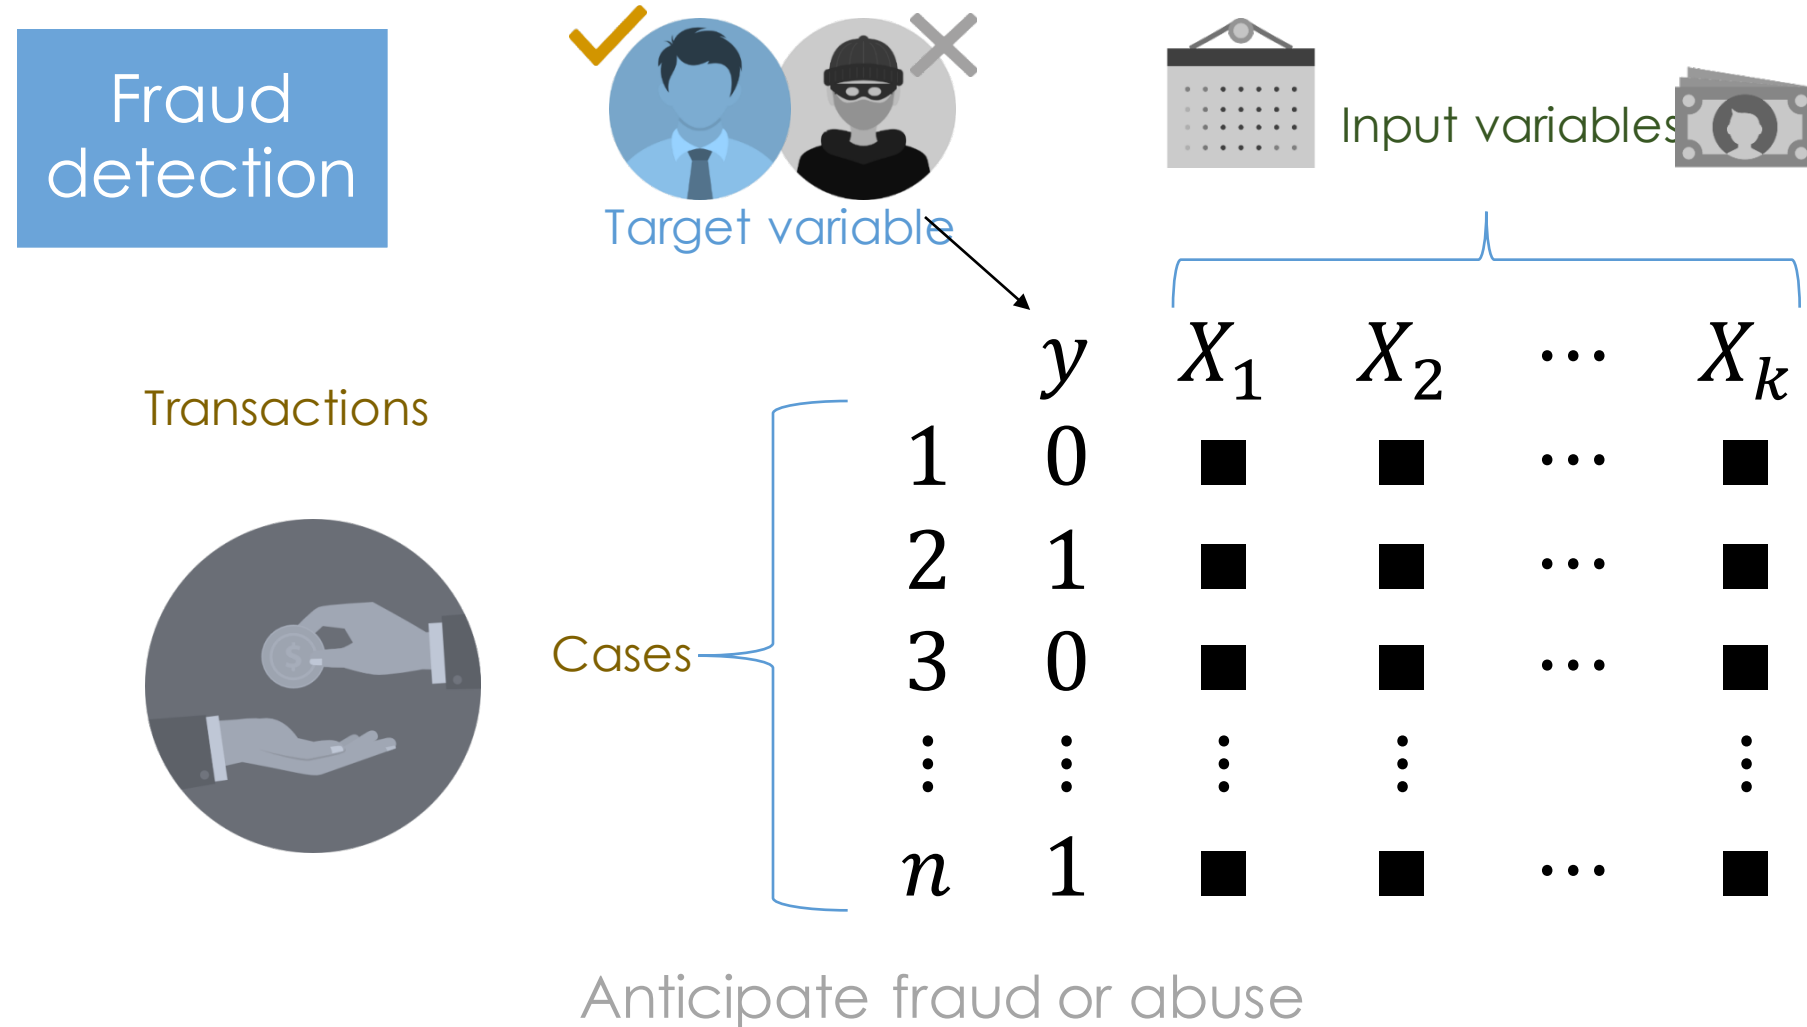 Fraud
detection
Target variable
Input variables
Transactions
Cases
y X₁ X₂ ⋯ Xₖ
1 0 ■ ■ ⋯ ■
2 1 ■ ■ ⋯ ■
3 0 ■ ■ ⋯ ■
⋮ ⋮ ⋮ ⋮ ⋮
n 1 ■ ■ ⋯ ■
Anticipate fraud or abuse